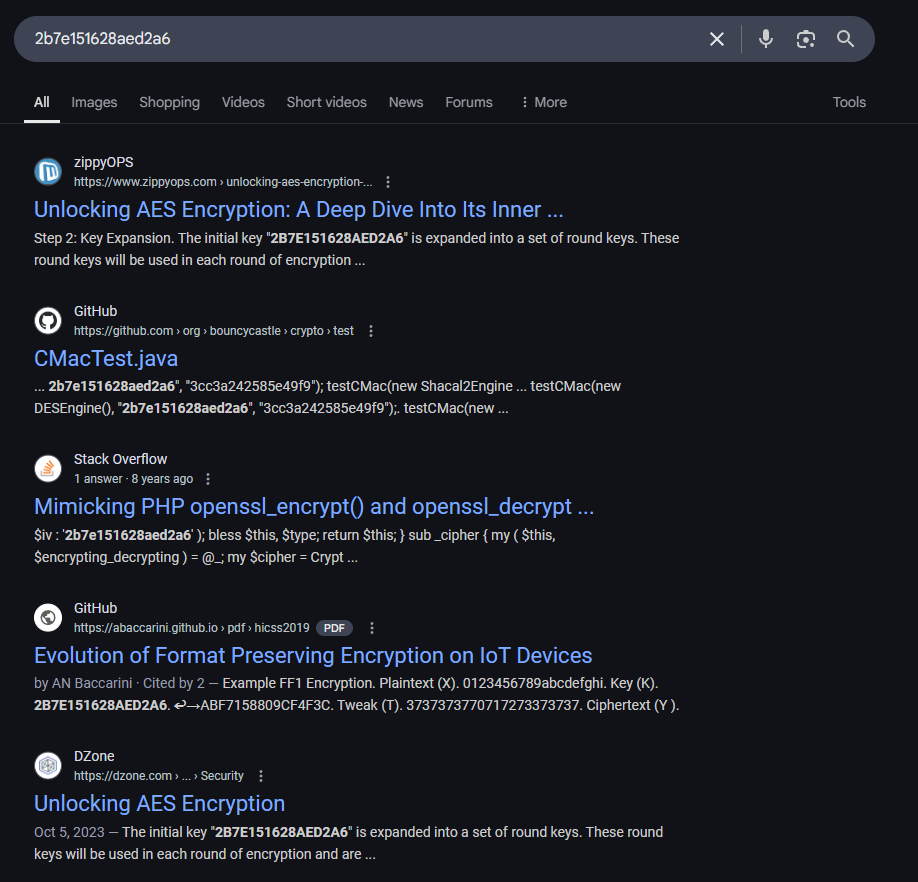 2b7e151628aed2a6
All Images Shopping Videos Short videos News Forums More Tools
zippyOPS
https://www.zippyops.com › unlocking-aes-encryption-...
Unlocking AES Encryption: A Deep Dive Into Its Inner ...
Step 2: Key Expansion. The initial key "2B7E151628AED2A6" is expanded into a set of round keys. These
round keys will be used in each round of encryption ...
GitHub
https://github.com › org › bouncycastle › crypto › test
CMacTest.java
... 2b7e151628aed2a6", "3cc3a242585e49f9"); testCMac(new Shacal2Engine ... testCMac(new
DESEngine(), "2b7e151628aed2a6", "3cc3a242585e49f9");. testCMac(new ...
Stack Overflow
1 answer · 8 years ago
Mimicking PHP openssl_encrypt() and openssl_decrypt ...
$iv : '2b7e151628aed2a6' ); bless $this, $type; return $this; } sub _cipher { my ( $this,
$encrypting_decrypting ) = @_; my $cipher = Crypt ...
GitHub
https://abaccarini.github.io › pdf › hicss2019 PDF
Evolution of Format Preserving Encryption on IoT Devices
by AN Baccarini · Cited by 2 — Example FF1 Encryption. Plaintext (X). 0123456789abcdefghi. Key (K).
2B7E151628AED2A6. ↩→ABF7158809CF4F3C. Tweak (T). 3737373770717273373737. Ciphertext (Y ).
DZone
https://dzone.com › ... › Security
Unlocking AES Encryption
Oct 5, 2023 — The initial key "2B7E151628AED2A6" is expanded into a set of round keys. These round
keys will be used in each round of encryption and are ...